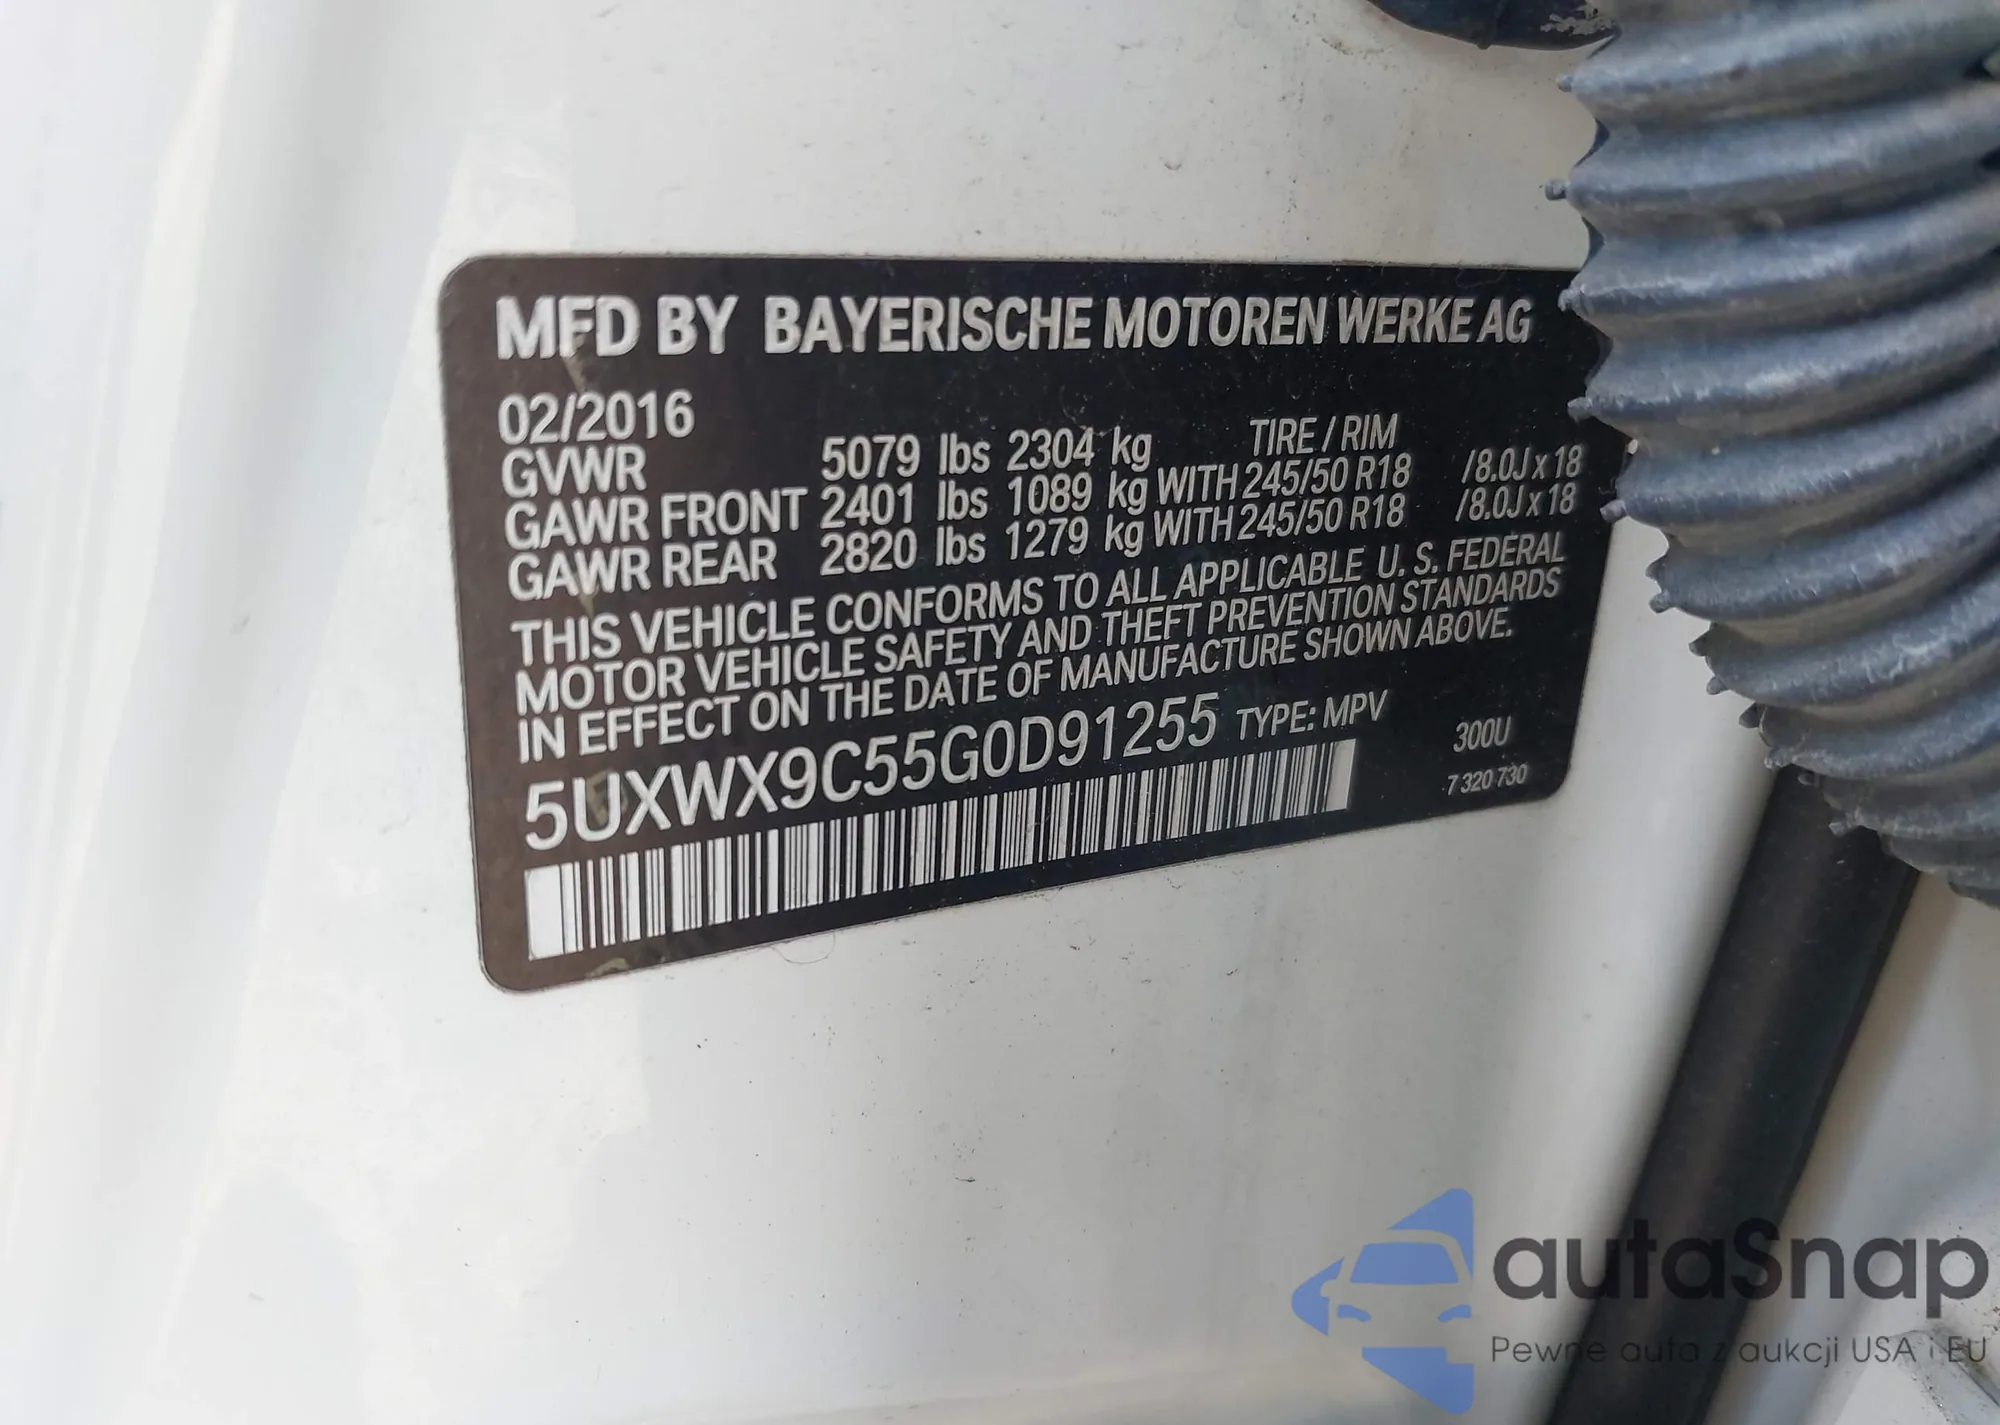 MFD BY BAYERISCHE MOTOREN WERKE AG
02/2016
TIRE / RIM
GVWR 5079 lbs 2304 kg
GAWR FRONT 2401 lbs 1089 kg WITH 245/50 R18 /8.0J x 18
GAWR REAR 2820 lbs 1279 kg WITH 245/50 R18 /8.0J x 18
THIS VEHICLE CONFORMS TO ALL APPLICABLE U. S. FEDERAL
MOTOR VEHICLE SAFETY AND THEFT PREVENTION STANDARDS
IN EFFECT ON THE DATE OF MANUFACTURE SHOWN ABOVE.
5UXWX9C55G0D91255 TYPE: MPV
300U
7 320 730
autaSnap
Pewne auta z aukcji USA i EU